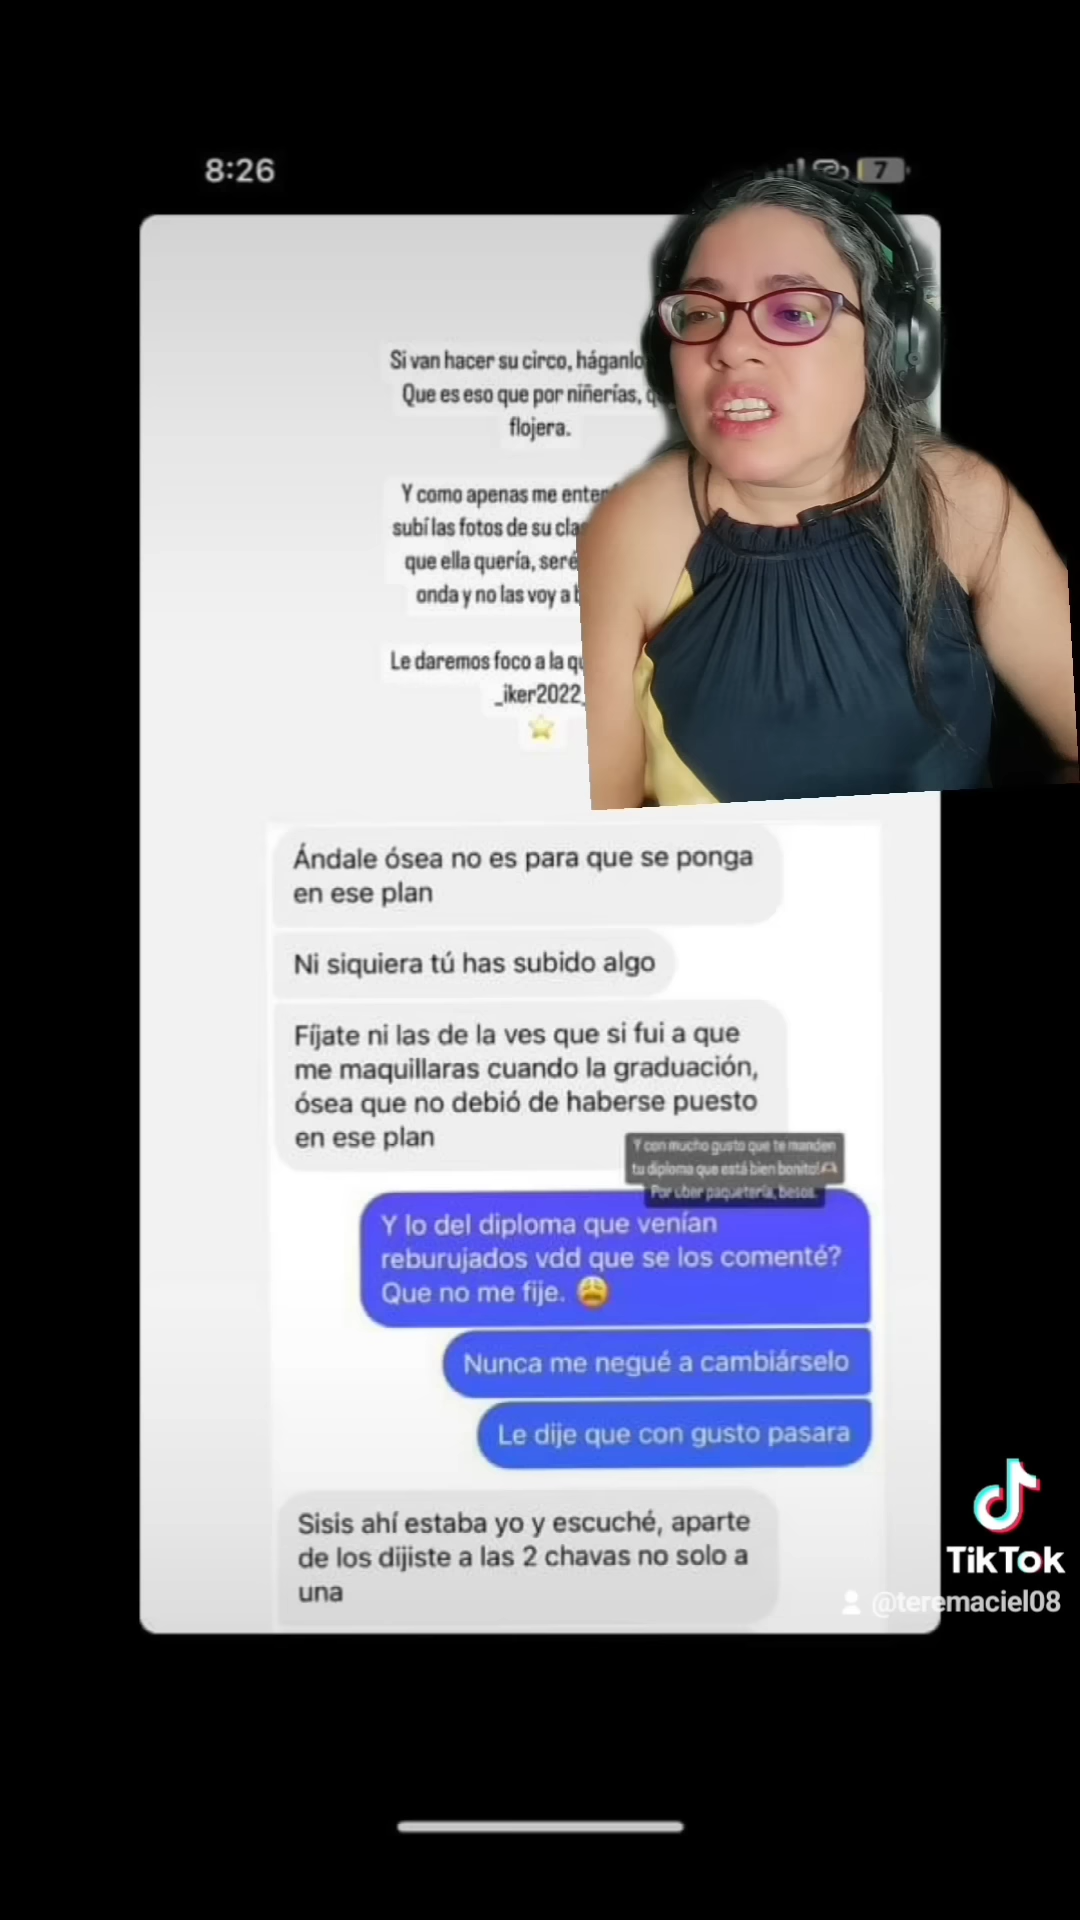 8:26
7
Si van hacer su circo, háganlo
Que es eso que por niñerías,
flojera.
Y como apenas me
subí las fotos de su
que ella quería, seré
onda y no las voy a
Le daremos foco a la
_iker2022_
Ándale ósea no es para que se ponga
en ese plan
Ni siquiera tú has subido algo
Fíjate ni las de la ves que si fui a que
me maquillaras cuando la graduación,
ósea que no debió de haberse puesto
en ese plan
Y con mucho gusto que te manden
tu diploma que está bien bonito!🫶🏼
Por uber paquetería, besos.
Y lo del diploma que venían
reburujados vdd que se los comenté?
Que no me fije. 😩
Nunca me negué a cambiárselo
Le dije que con gusto pasara
Sisis ahí estaba yo y escuché, aparte
de los dijiste a las 2 chavas no solo a
una
TikTok
@teremaciel08